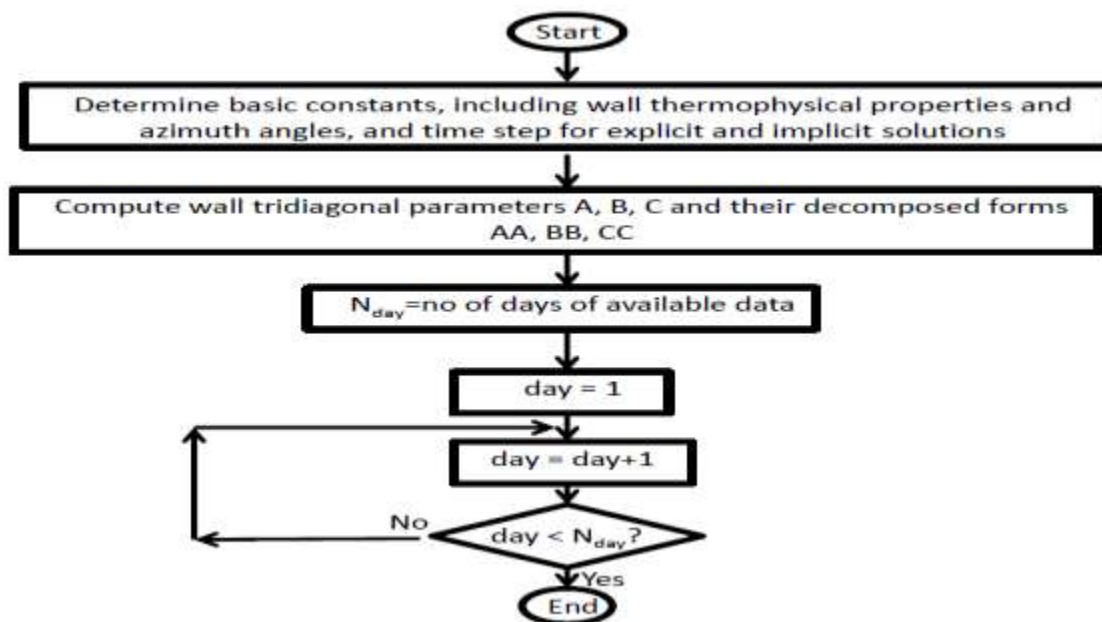 Start
Determine basic constants, including wall thermophysical properties and
azimuth angles, and time step for explicit and implicit solutions
Compute wall tridiagonal parameters A, B, C and their decomposed forms
AA, BB, CC
Nday=no of days of available data
day = 1
day = day+1
day < Nday?
No
Yes
End